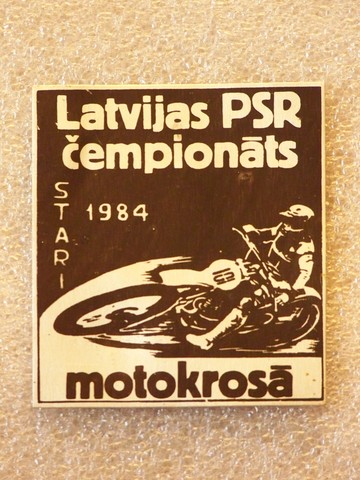 Latvijas PSR
čempionāts
STARI
1984
motokrosā